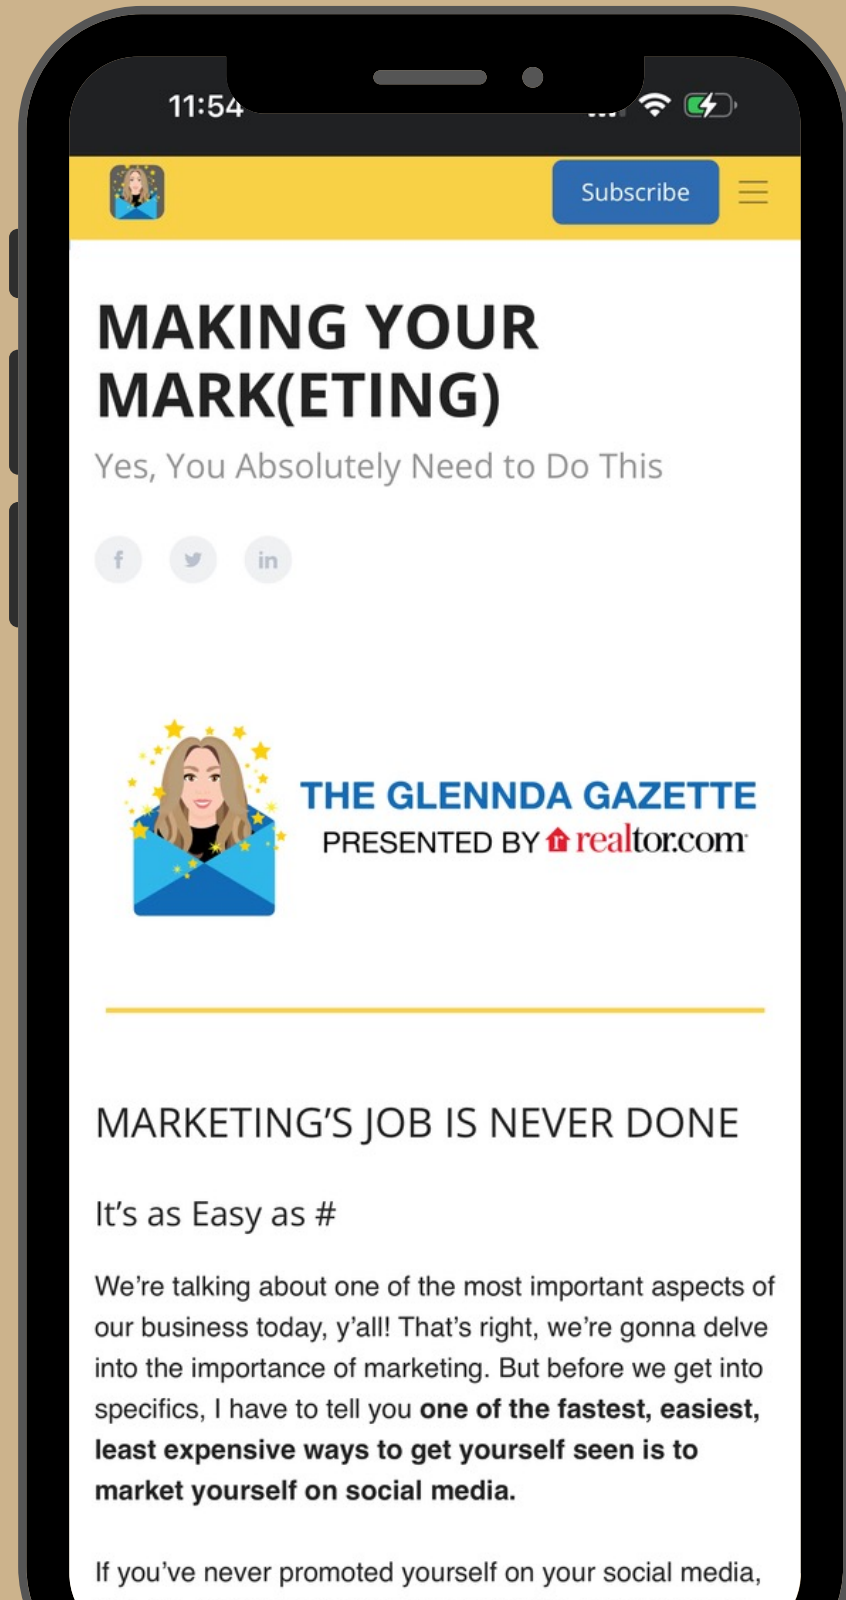 11:54
Subscribe
MAKING YOUR
MARK(ETING)
Yes, You Absolutely Need to Do This
f
in
THE GLENNDA GAZETTE
PRESENTED BY realtor.com
MARKETING’S JOB IS NEVER DONE
It’s as Easy as #
We’re talking about one of the most important aspects of
our business today, y’all! That’s right, we’re gonna delve
into the importance of marketing. But before we get into
specifics, I have to tell you one of the fastest, easiest,
least expensive ways to get yourself seen is to
market yourself on social media.
If you’ve never promoted yourself on your social media,